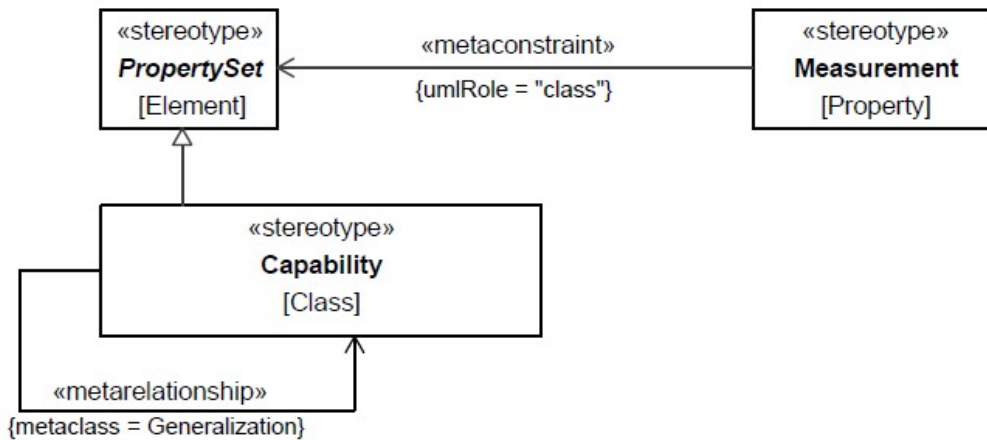 «stereotype»
PropertySet
[Element]
«metaconstraint»
{umlRole = "class"}
«stereotype»
Measurement
[Property]
«stereotype»
Capability
[Class]
«metarelationship»
{metaclass = Generalization}